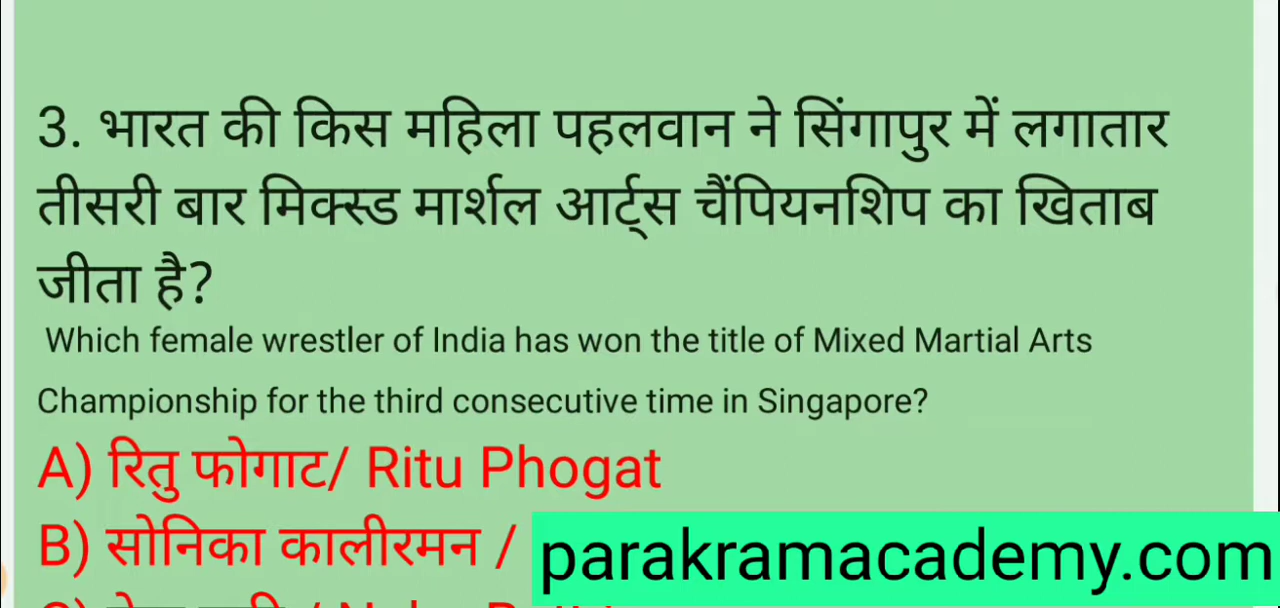 3. भारत की किस महिला पहलवान ने सिंगापुर में लगातार
तीसरी बार मिक्स्ड मार्शल आर्ट्स चैंपियनशिप का खिताब
जीता है?
Which female wrestler of India has won the title of Mixed Martial Arts
Championship for the third consecutive time in Singapore?
A) रितु फोगाट/ Ritu Phogat
B) सोनिका कालीरमन /
parakramacademy.com